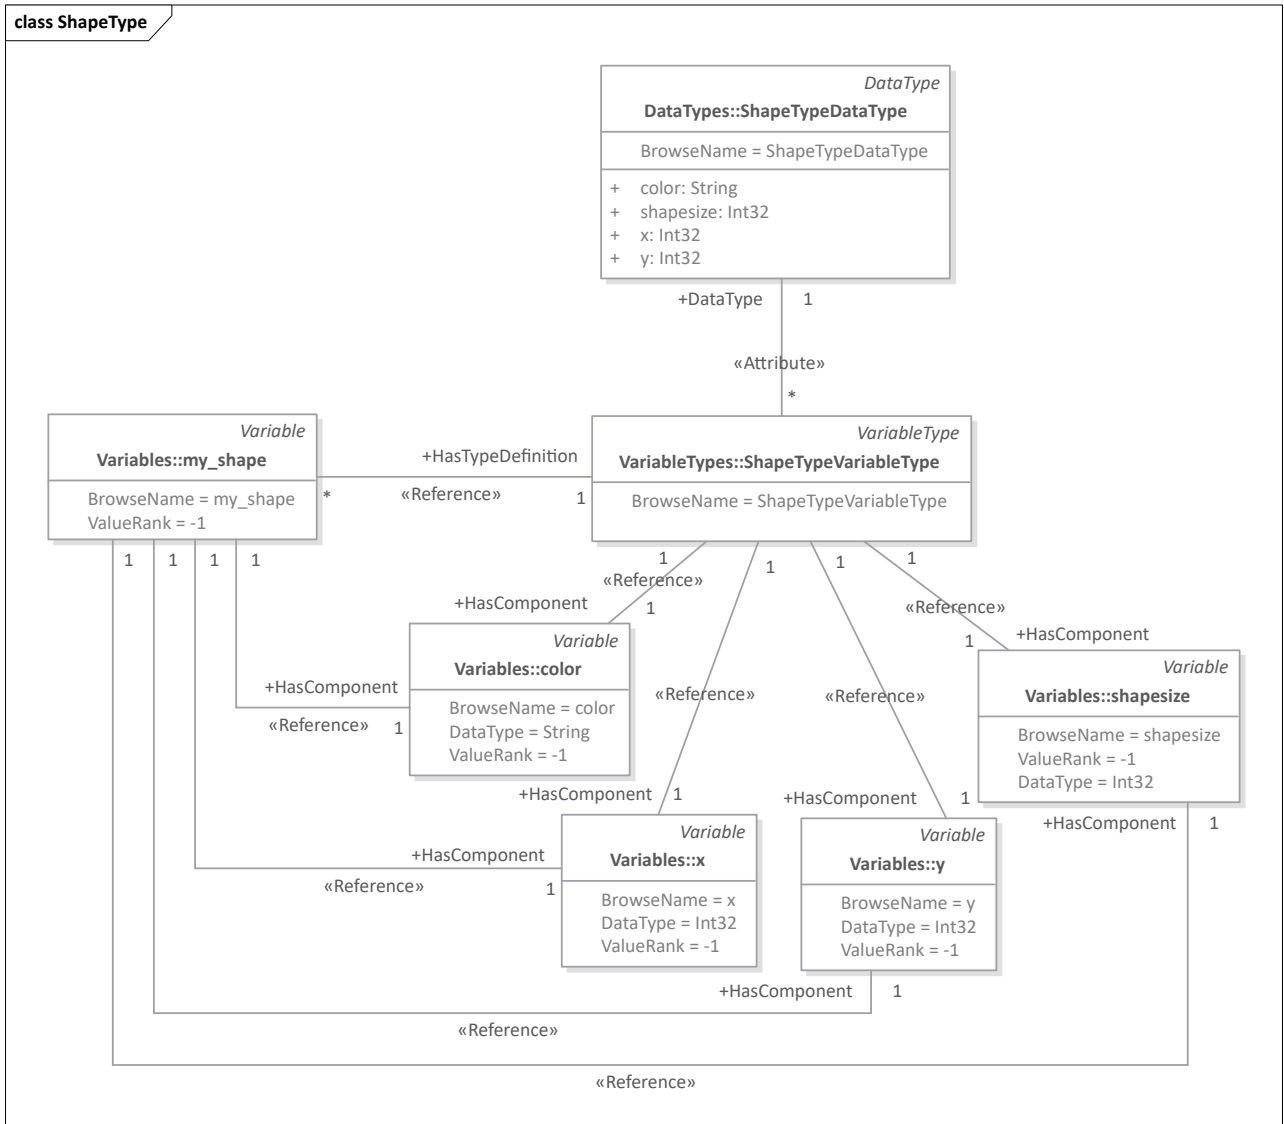 class ShapeType
DataType
DataTypes::ShapeTypeDataType
BrowseName = ShapeTypeDataType
+ color: String
+ shapesize: Int32
+ x: Int32
+ y: Int32
+DataType 1
«Attribute»
*
Variable
Variables::my_shape
BrowseName = my_shape
ValueRank = -1
+HasTypeDefinition
«Reference»
*
1
VariableType
VariableTypes::ShapeTypeVariableType
BrowseName = ShapeTypeVariableType
1 1 1 1
1 1 1 1
«Reference»
+HasComponent
1
Variable
Variables::color
BrowseName = color
DataType = String
ValueRank = -1
+HasComponent
«Reference»
1
«Reference»
+HasComponent
1
Variable
Variables::shapesize
BrowseName = shapesize
ValueRank = -1
DataType = Int32
+HasComponent 1
«Reference»
+HasComponent 1
Variable
Variables::x
BrowseName = x
DataType = Int32
ValueRank = -1
+HasComponent
«Reference»
1
«Reference»
+HasComponent 1
Variable
Variables::y
BrowseName = y
DataType = Int32
ValueRank = -1
+HasComponent 1
«Reference»
«Reference»